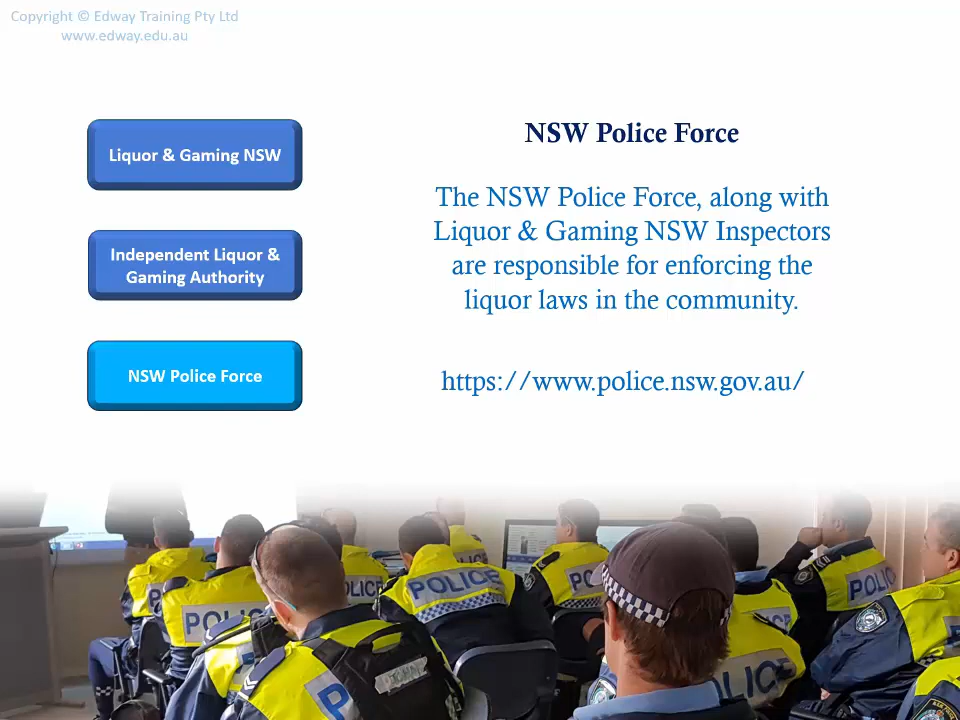 Copyright © Edway Training Pty Ltd
www.edway.edu.au
Liquor & Gaming NSW
Independent Liquor &
Gaming Authority
NSW Police Force
NSW Police Force
The NSW Police Force, along with
Liquor & Gaming NSW Inspectors
are responsible for enforcing the
liquor laws in the community.
https://www.police.nsw.gov.au/
POLICE
POLICE
POLICE